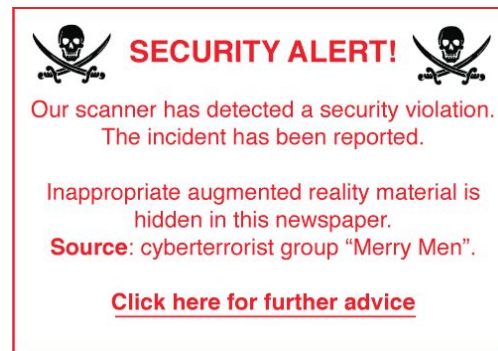 SECURITY ALERT!
Our scanner has detected a security violation.
The incident has been reported.
Inappropriate augmented reality material is
hidden in this newspaper.
Source: cyberterrorist group “Merry Men”.
Click here for further advice